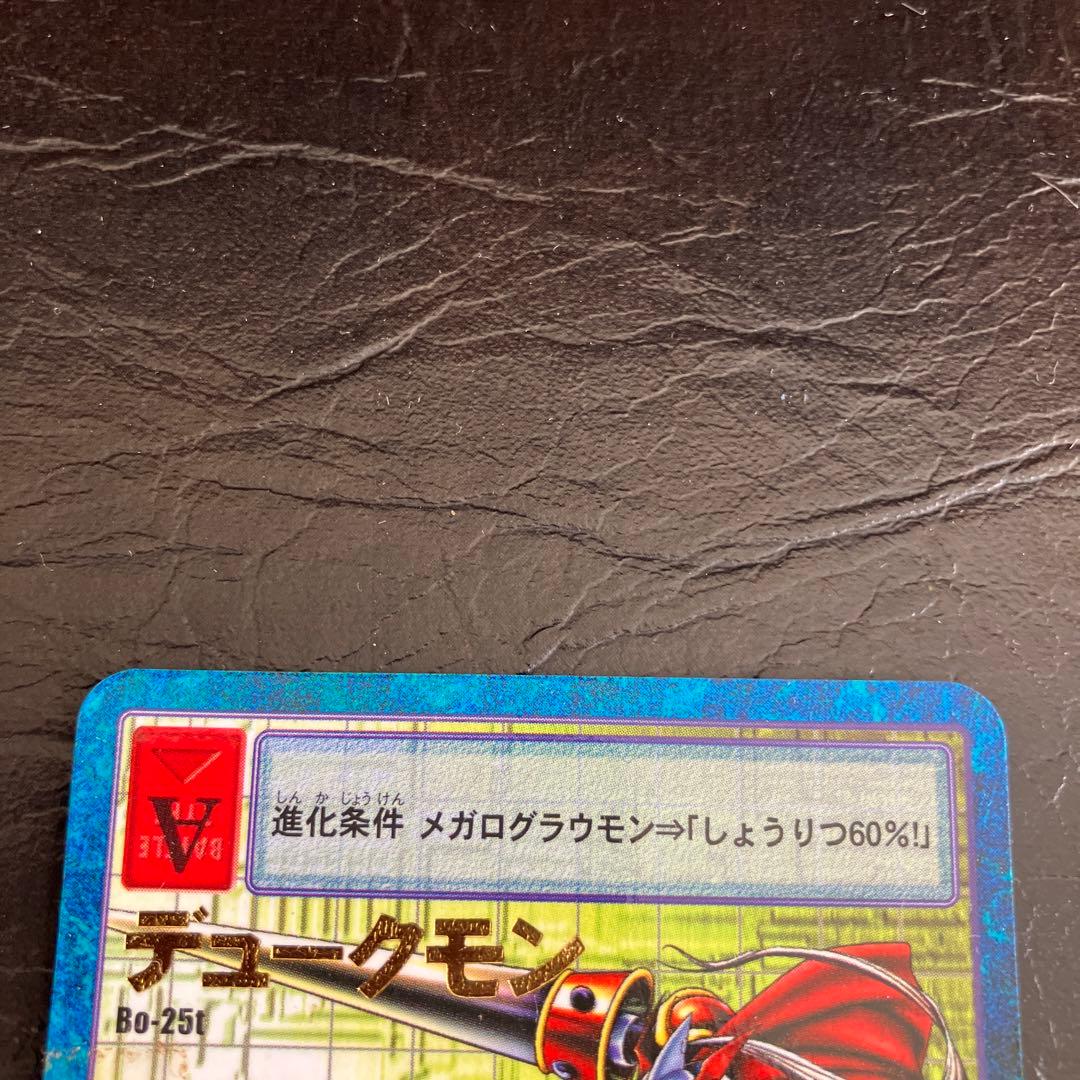 しんかじょうけん
進化条件 メガログラウモン⇒「しょうりつ60%!」
A
BATTLE
デュークモン
Bo-25t